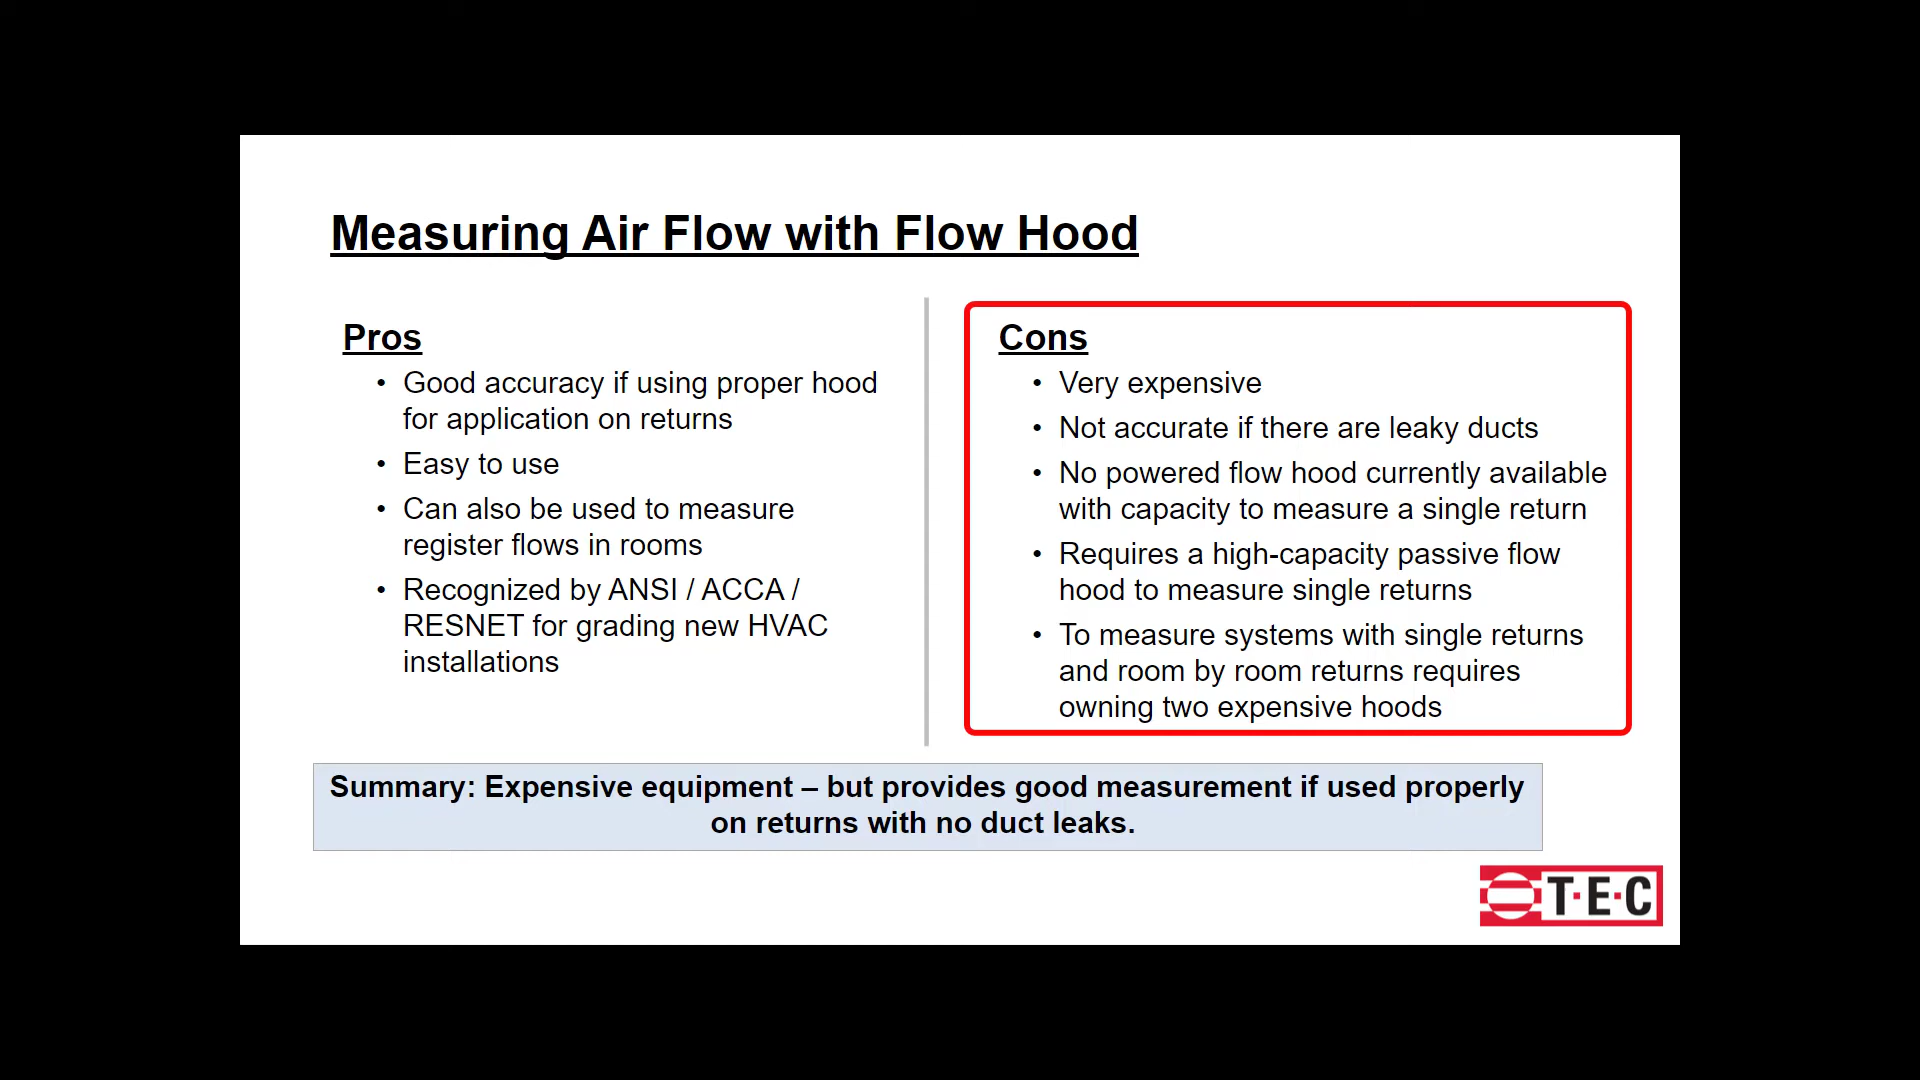 Measuring Air Flow with Flow Hood
Pros
• Good accuracy if using proper hood
for application on returns
• Easy to use
• Can also be used to measure
register flows in rooms
• Recognized by ANSI / ACCA /
RESNET for grading new HVAC
installations
Cons
• Very expensive
• Not accurate if there are leaky ducts
• No powered flow hood currently available
with capacity to measure a single return
• Requires a high-capacity passive flow
hood to measure single returns
• To measure systems with single returns
and room by room returns requires
owning two expensive hoods
Summary: Expensive equipment – but provides good measurement if used properly
on returns with no duct leaks.
T·E·C